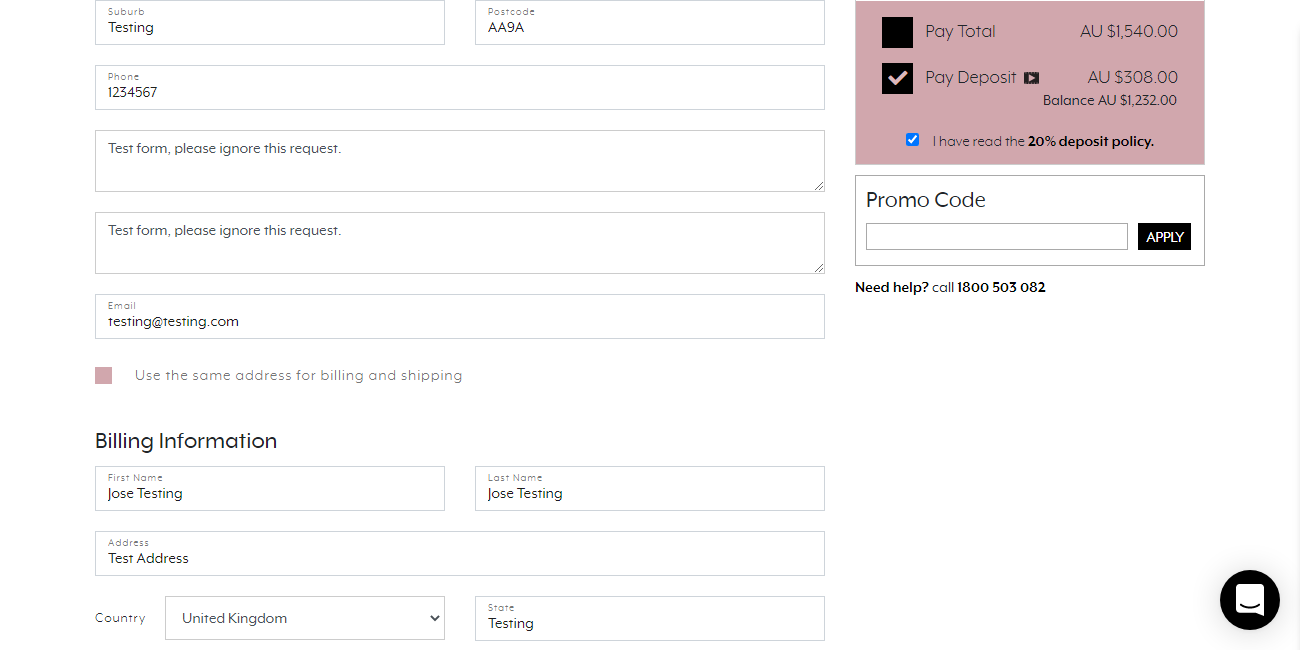 Suburb
Testing
Postcode
AA9A
Phone
1234567
Test form, please ignore this request.
Test form, please ignore this request.
Email
testing@testing.com
Use the same address for billing and shipping
Billing Information
First Name
Jose Testing
Last Name
Jose Testing
Address
Test Address
Country
United Kingdom
State
Testing
Pay Total AU $1,540.00
Pay Deposit AU $308.00
Balance AU $1,232.00
I have read the 20% deposit policy.
Promo Code
APPLY
Need help? call 1800 503 082